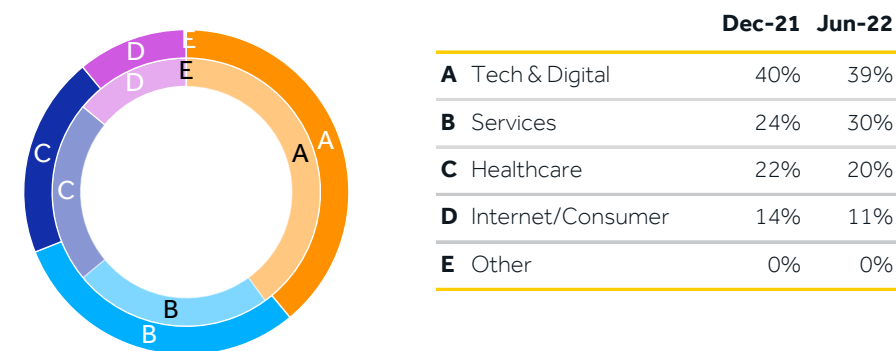 E
D
E
D
A
A
C
C
B
B
Dec-21 Jun-22
A Tech & Digital 40% 39%
B Services 24% 30%
C Healthcare 22% 20%
D Internet/Consumer 14% 11%
E Other 0% 0%